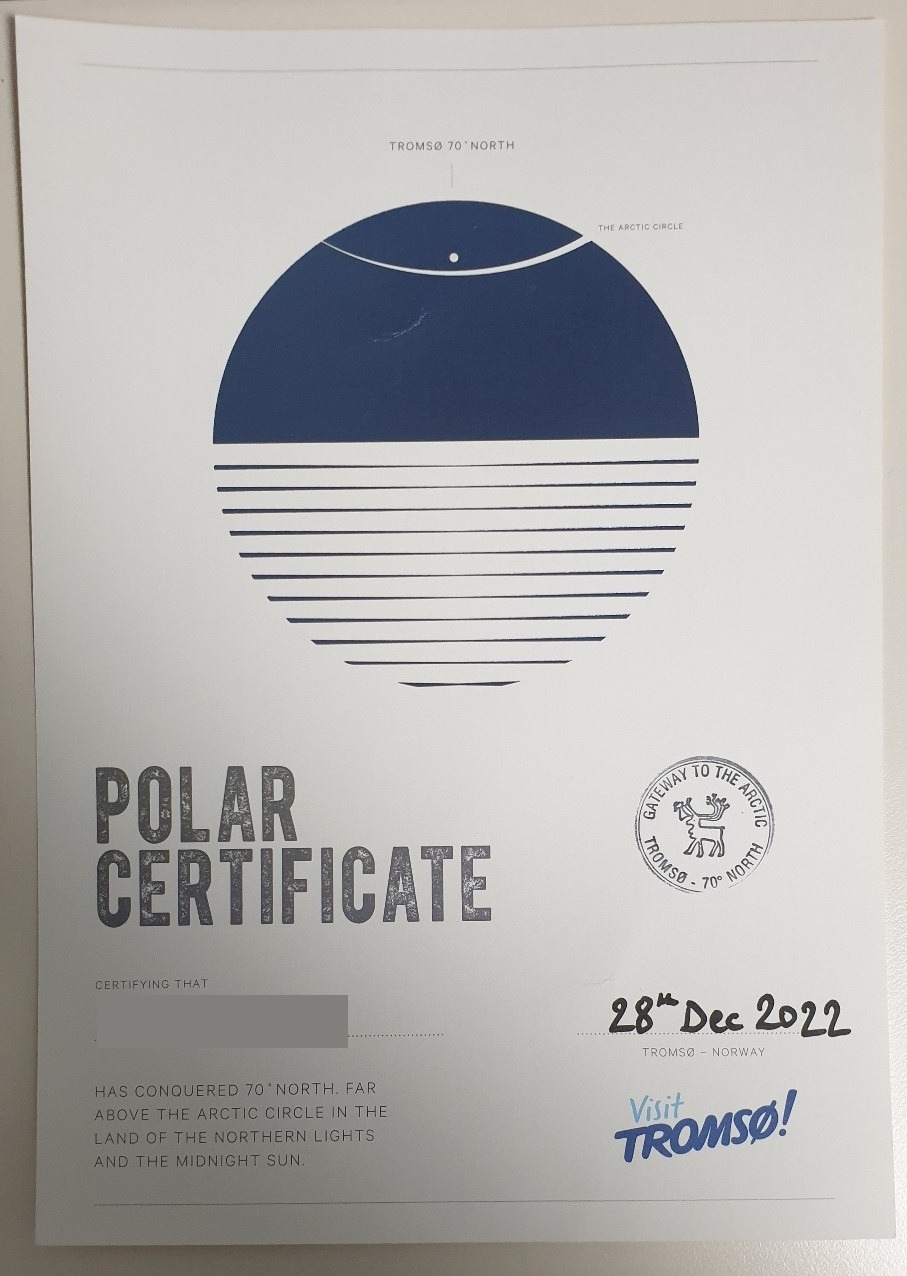 TROMSØ 70°NORTH
THE ARCTIC CIRCLE
POLAR
CERTIFICATE
GATEWAY TO THE ARCTIC
TROMSØ - 70° NORTH
CERTIFYING THAT
28th Dec 2022
TROMSØ – NORWAY
HAS CONQUERED 70°NORTH. FAR
ABOVE THE ARCTIC CIRCLE IN THE
LAND OF THE NORTHERN LIGHTS
AND THE MIDNIGHT SUN.
Visit
TROMSØ!